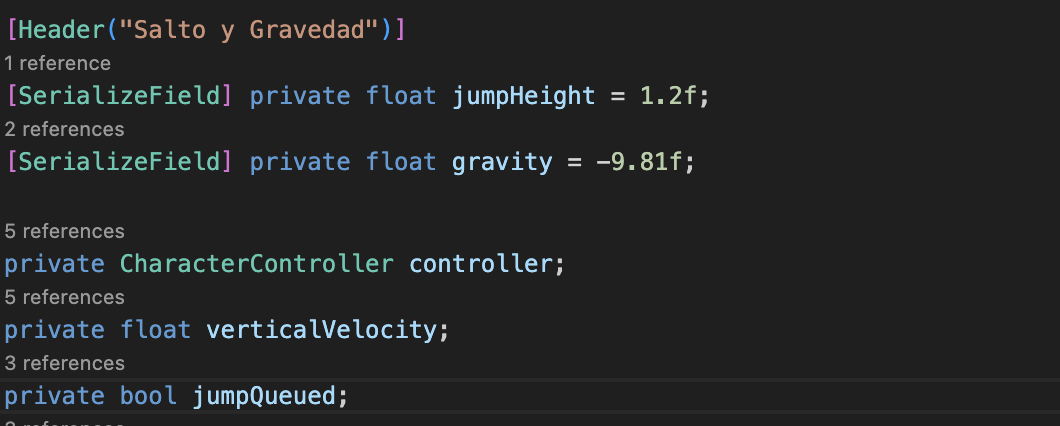 [Header("Salto y Gravedad")]
1 reference
[SerializeField] private float jumpHeight = 1.2f;
2 references
[SerializeField] private float gravity = -9.81f;
5 references
private CharacterController controller;
5 references
private float verticalVelocity;
3 references
private bool jumpQueued;